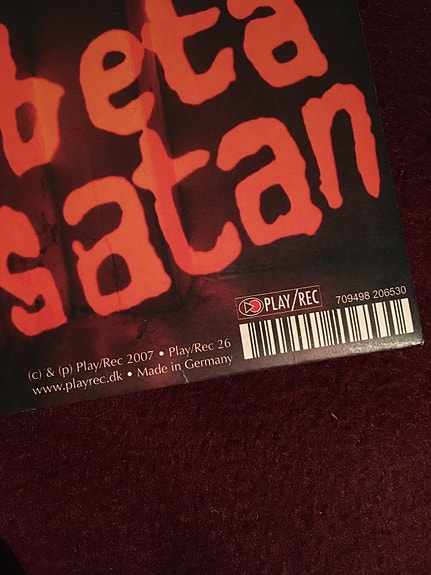 beta
satan
PLAY/REC
709498 206530
(c) & (p) Play/Rec 2007 • Play/Rec 26
www.playrec.dk • Made in Germany